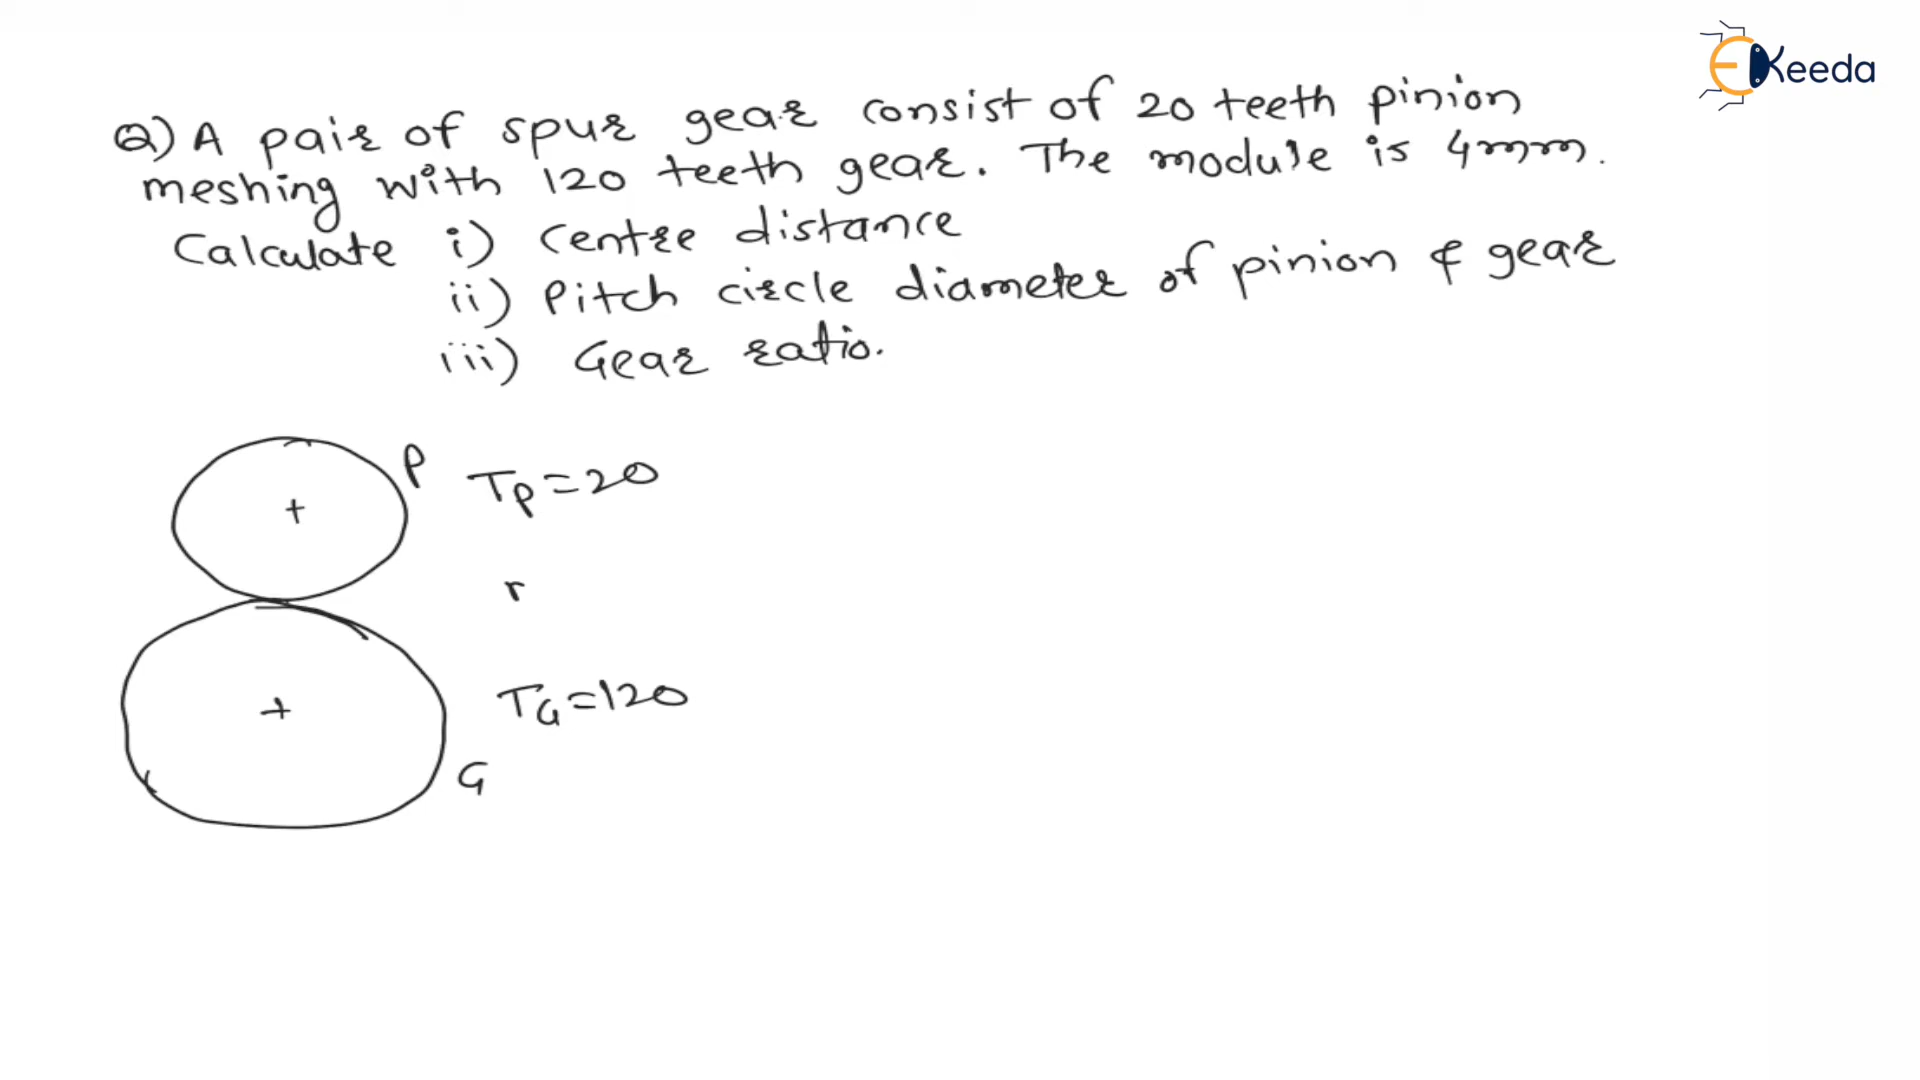 EKeeda
Q) A pair of spur gear consist of 20 teeth pinion
meshing with 120 teeth gear. The module is 4mm.
Calculate i) Centre distance
ii) Pitch circle diameter of pinion & gear
iii) Gear ratio.
P
Tp=20
r
TG=120
G